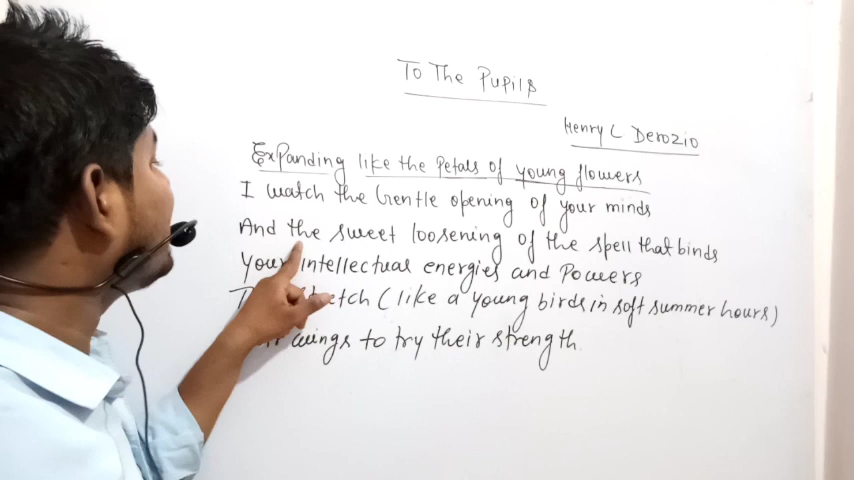 To The Pupils
Henry L Derozio
Expanding like the Petals of young flowers
I watch the Gentle opening of your minds
And the sweet loosening of the spell that binds
Your intellectual energies and Powers
(like a young birds in soft summer hours)
wings to try their strength.